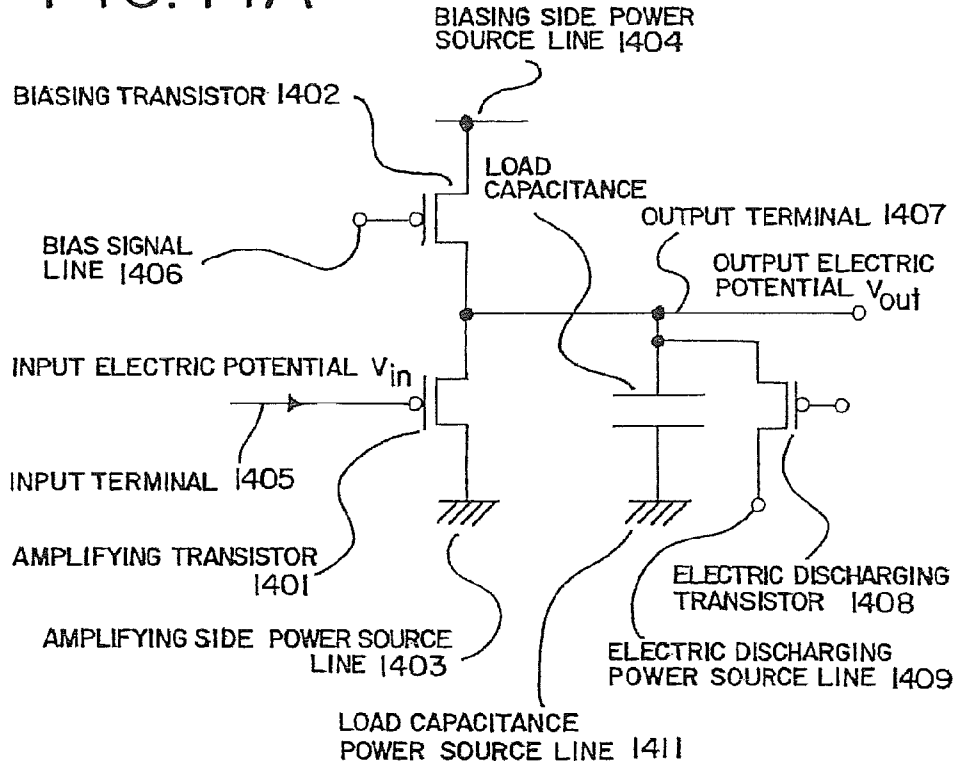 FIG. 14A
BIASING SIDE POWER
SOURCE LINE 1404
BIASING TRANSISTOR 1402
LOAD
CAPACITANCE
OUTPUT TERMINAL 1407
BIAS SIGNAL
LINE 1406
OUTPUT ELECTRIC
POTENTIAL Vout
INPUT ELECTRIC POTENTIAL Vin
INPUT TERMINAL 1405
AMPLIFYING TRANSISTOR
1401
ELECTRIC DISCHARGING
TRANSISTOR 1408
AMPLIFYING SIDE POWER SOURCE
LINE 1403
ELECTRIC DISCHARGING
POWER SOURCE LINE 1409
LOAD CAPACITANCE
POWER SOURCE LINE 1411